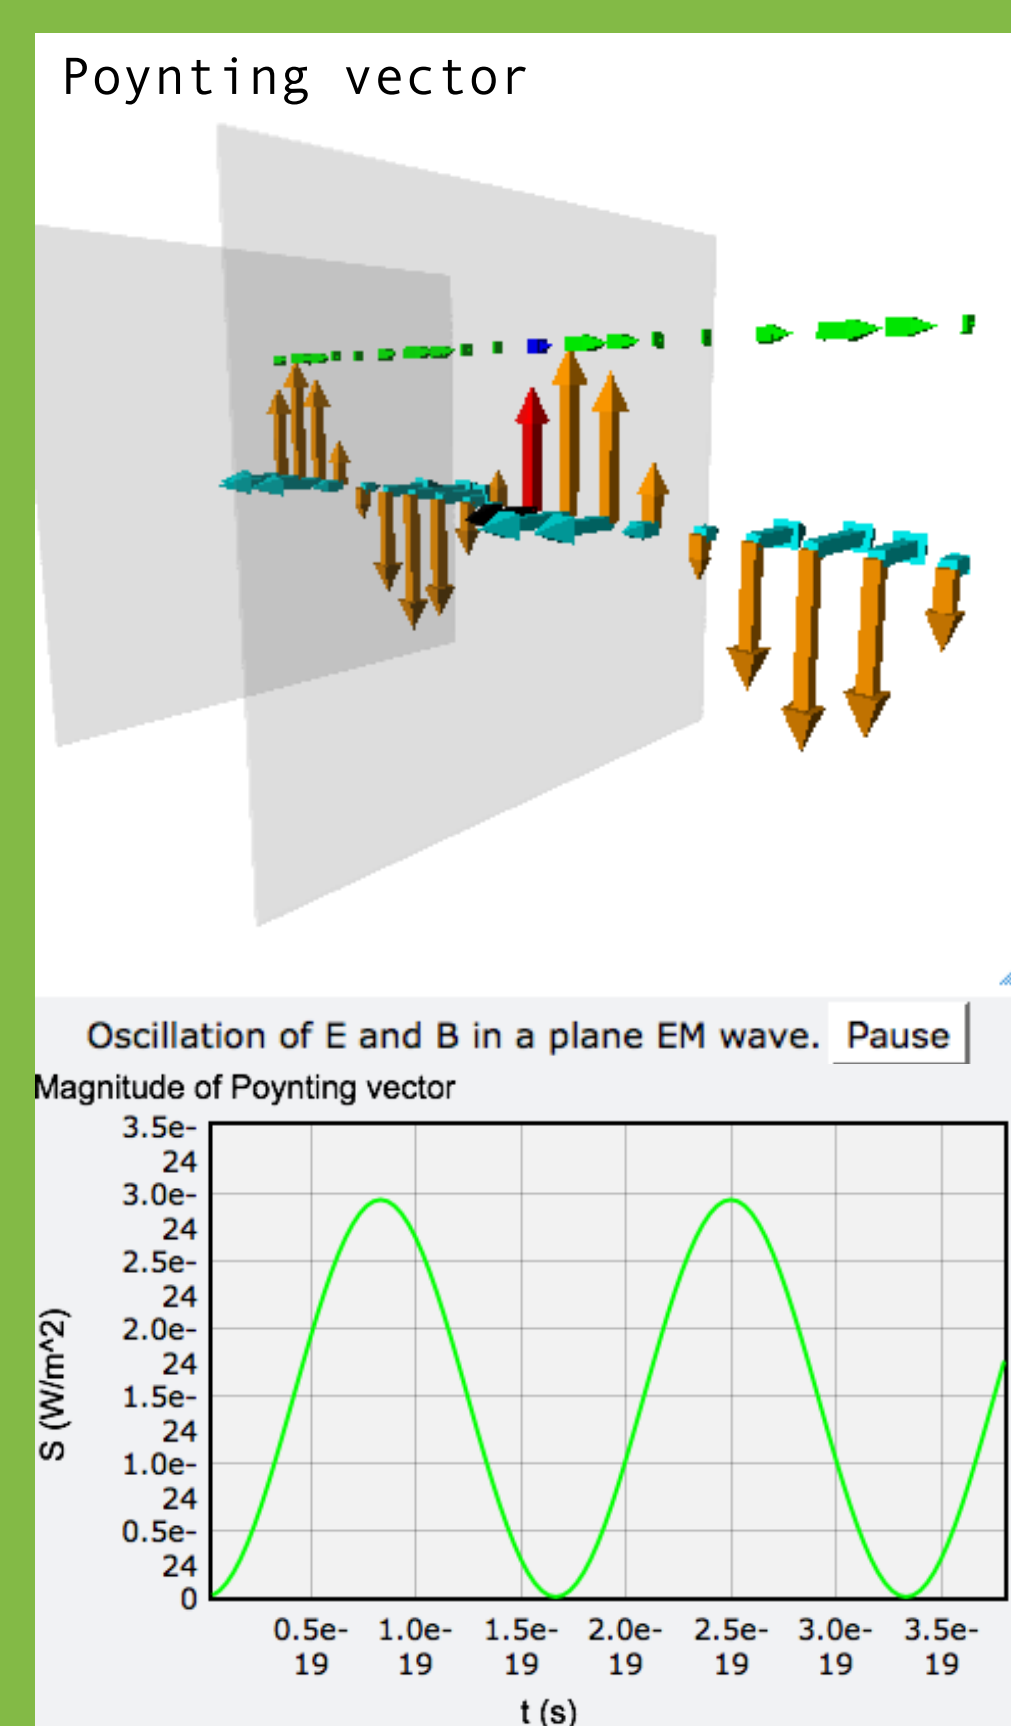 Poynting vector
Oscillation of E and B in a plane EM wave. Pause
Magnitude of Poynting vector
3.5e-
24
3.0e-
24
2.5e-
24
2.0e-
24
1.5e-
24
1.0e-
24
0.5e-
24
0
S (W/m^2)
0.5e- 1.0e- 1.5e- 2.0e- 2.5e- 3.0e- 3.5e-
19 19 19 19 19 19 19
t (s)